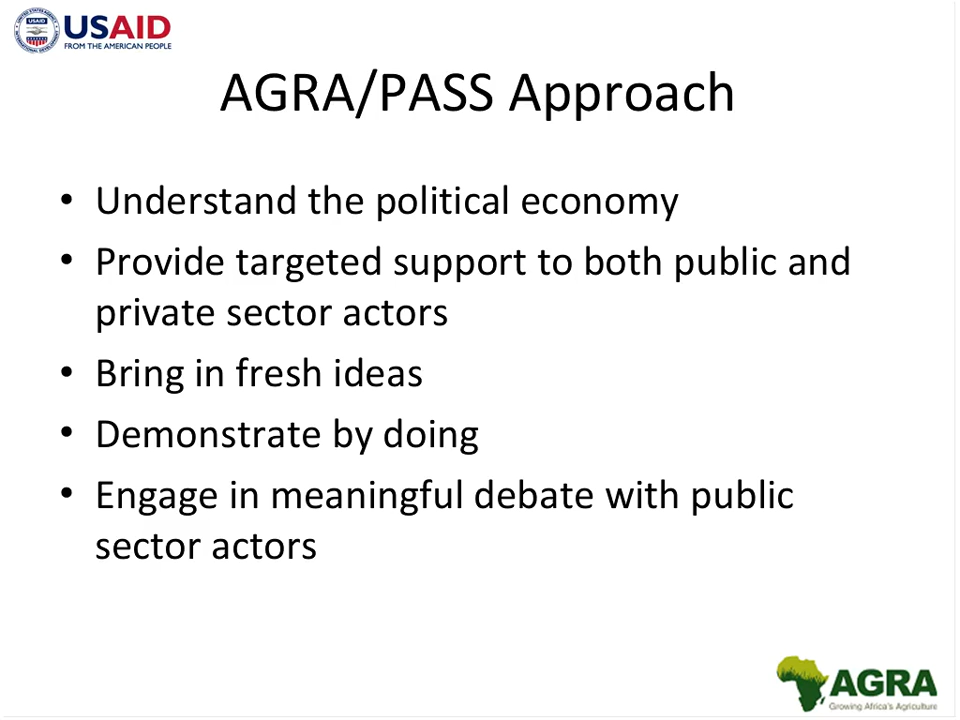 USAID
FROM THE AMERICAN PEOPLE
AGRA/PASS Approach
• Understand the political economy
• Provide targeted support to both public and
private sector actors
• Bring in fresh ideas
• Demonstrate by doing
• Engage in meaningful debate with public
sector actors
AGRA
Growing Africa's Agriculture